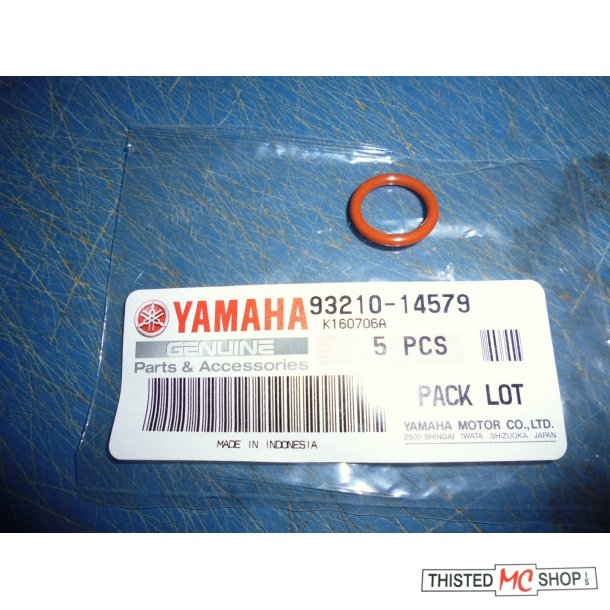 YAMAHA 93210-14579
K160706A
GENUINE 5 PCS
Parts & Accessories
PACK LOT
YAMAHA MOTOR CO.,LTD.
2500 SHINGAI IWATA SHIZUOKA JAPAN
MADE IN INDONESIA
THISTED MC SHOP I/S